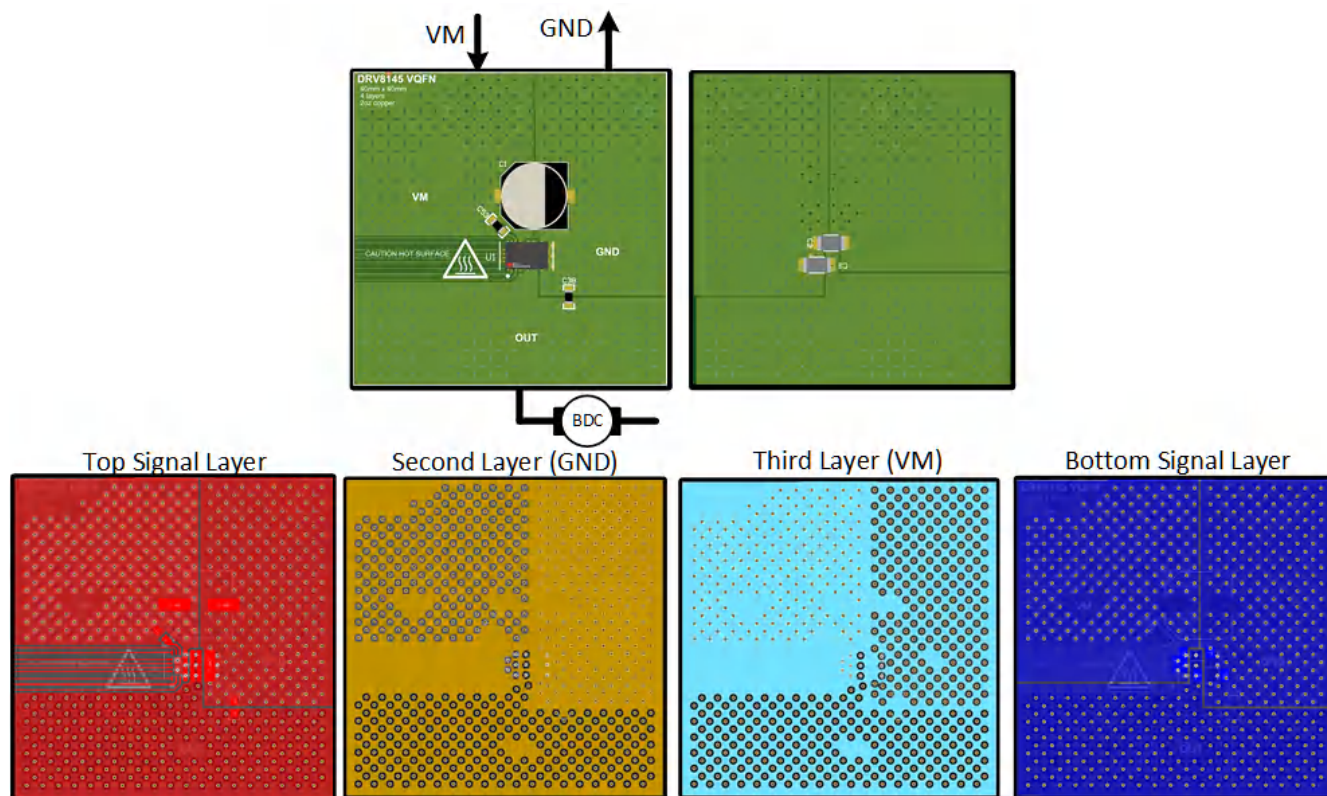 VM
GND
DRV8145 VQFN
40mm x 40mm
4 layers
2oz copper
C1
VM
CAUTION HOT SURFACE
U1
GND
OUT
BDC
Top Signal Layer
Second Layer (GND)
Third Layer (VM)
Bottom Signal Layer